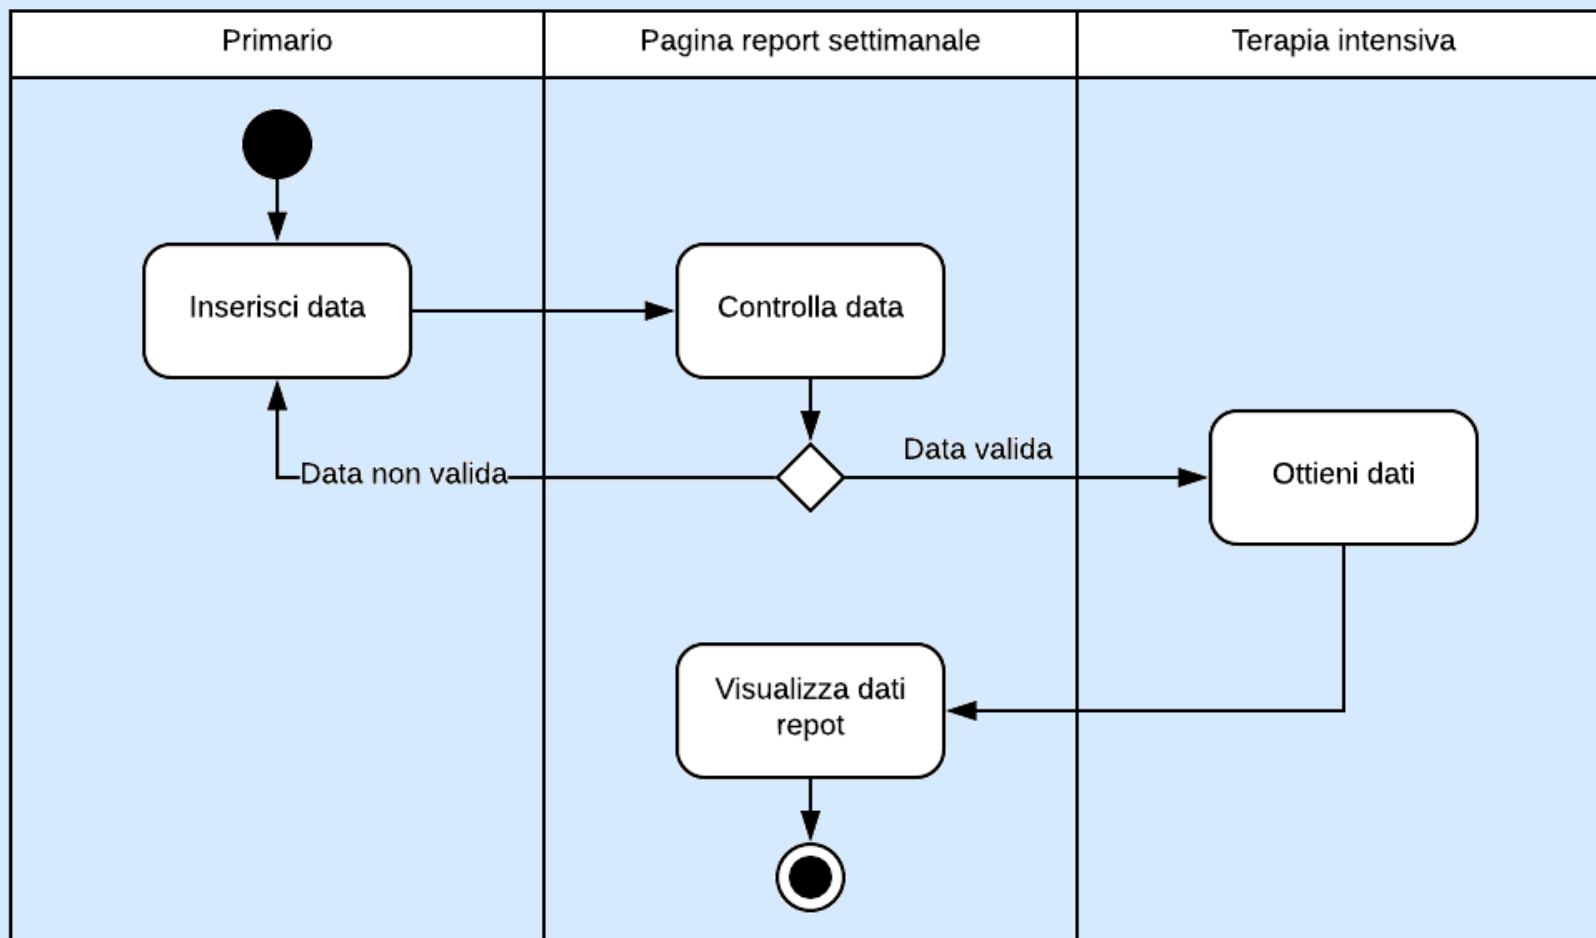 Primario
Pagina report settimanale
Terapia intensiva
Inserisci data
Controlla data
Data valida
Data non valida
Ottieni dati
Visualizza dati
repot